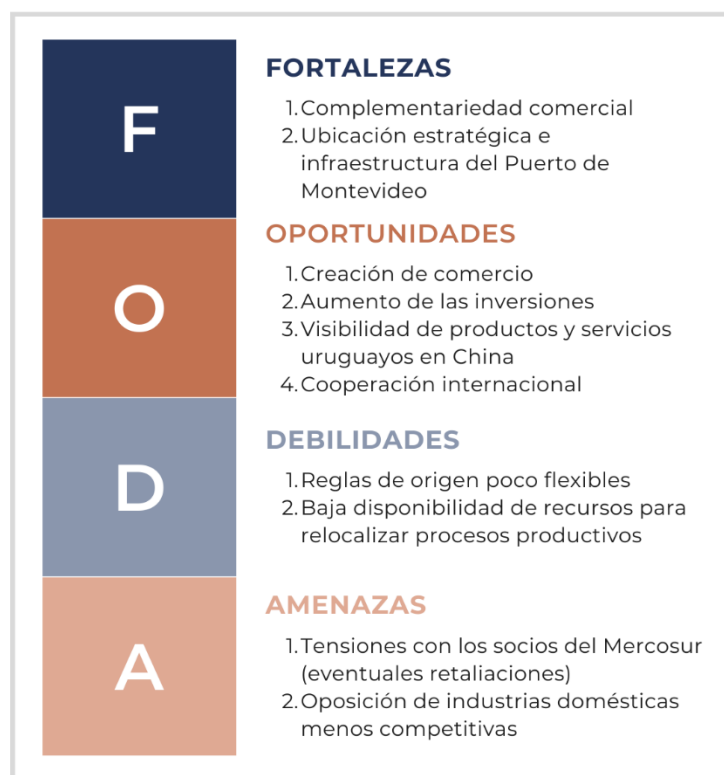 F
FORTALEZAS
1. Complementariedad comercial
2. Ubicación estratégica e
infraestructura del Puerto de
Montevideo
O
OPORTUNIDADES
1. Creación de comercio
2. Aumento de las inversiones
3. Visibilidad de productos y servicios
uruguayos en China
4. Cooperación internacional
D
DEBILIDADES
1. Reglas de origen poco flexibles
2. Baja disponibilidad de recursos para
relocalizar procesos productivos
A
AMENAZAS
1. Tensiones con los socios del Mercosur
(eventuales retaliaciones)
2. Oposición de industrias domésticas
menos competitivas